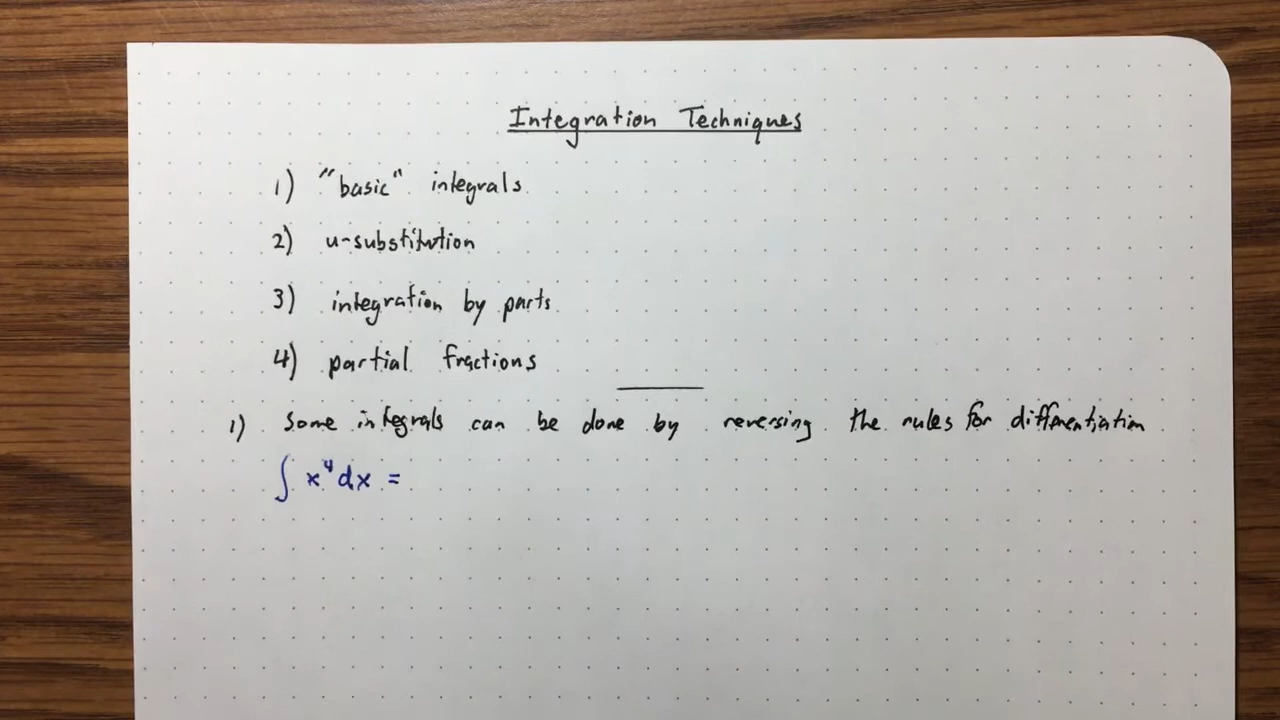 Integration Techniques
1) "basic" integrals
2) u-substitution
3) integration by parts
4) partial fractions
1) Some integrals can be done by reversing the rules for differentiation
∫ x⁴ dx =